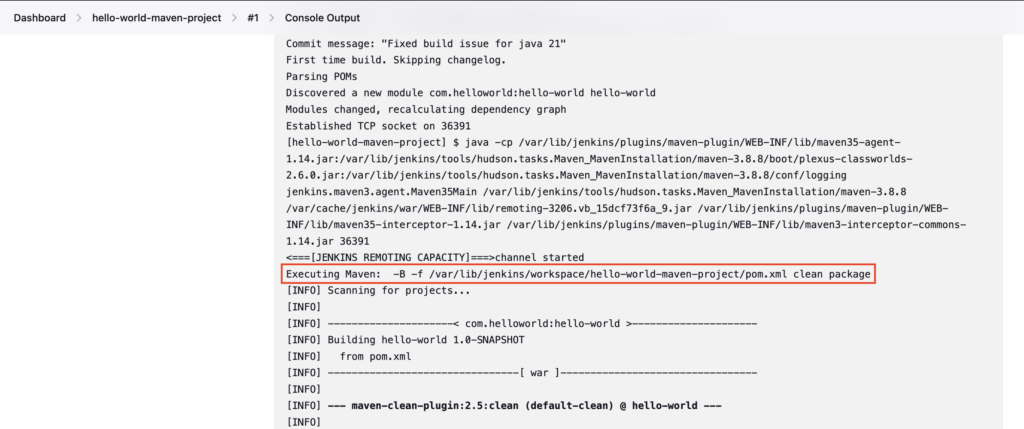 Dashboard > hello-world-maven-project > #1 > Console Output
Commit message: "Fixed build issue for java 21"
First time build. Skipping changelog.
Parsing POMs
Discovered a new module com.helloworld:hello-world hello-world
Modules changed, recalculating dependency graph
Established TCP socket on 36391
[hello-world-maven-project] $ java -cp /var/lib/jenkins/plugins/maven-plugin/WEB-INF/lib/maven35-agent-
1.14.jar:/var/lib/jenkins/tools/hudson.tasks.Maven_MavenInstallation/maven-3.8.8/boot/plexus-classworlds-
2.6.0.jar:/var/lib/jenkins/tools/hudson.tasks.Maven_MavenInstallation/maven-3.8.8/conf/logging
jenkins.maven3.agent.Maven35Main /var/lib/jenkins/tools/hudson.tasks.Maven_MavenInstallation/maven-3.8.8
/var/cache/jenkins/war/WEB-INF/lib/remoting-3206.vb_15dcf73f6a_9.jar /var/lib/jenkins/plugins/maven-plugin/WEB-
INF/lib/maven35-interceptor-1.14.jar /var/lib/jenkins/plugins/maven-plugin/WEB-INF/lib/maven3-interceptor-commons-
1.14.jar 36391
<===[JENKINS REMOTING CAPACITY]===>channel started
Executing Maven:  -B -f /var/lib/jenkins/workspace/hello-world-maven-project/pom.xml clean package
[INFO] Scanning for projects...
[INFO]
[INFO] ----------------------< com.helloworld:hello-world >----------------------
[INFO] Building hello-world 1.0-SNAPSHOT
[INFO]   from pom.xml
[INFO] --------------------------------[ war ]---------------------------------
[INFO]
[INFO] --- maven-clean-plugin:2.5:clean (default-clean) @ hello-world ---
[INFO]